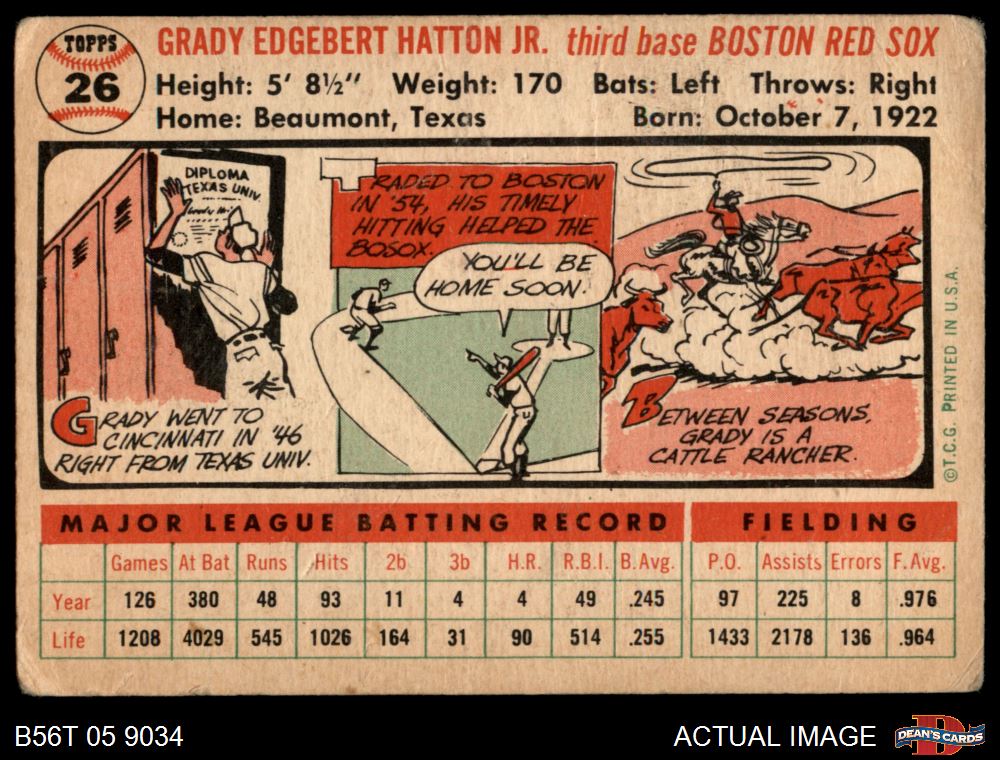 TOPPS
26
GRADY EDGEBERT HATTON JR. third base BOSTON RED SOX
Height: 5' 8½" Weight: 170 Bats: Left Throws: Right
Home: Beaumont, Texas Born: October 7, 1922
DIPLOMA
TEXAS UNIV.
GRADY WENT TO
CINCINNATI IN '46
RIGHT FROM TEXAS UNIV.
TRADED TO BOSTON
IN '54, HIS TIMELY
HITTING HELPED THE
BOSOX.
YOU'LL BE
HOME SOON.
BETWEEN SEASONS,
GRADY IS A
CATTLE RANCHER.
©T.C.G. PRINTED IN U.S.A.
MAJOR LEAGUE BATTING RECORD FIELDING
Games At Bat Runs Hits 2b 3b H.R. R.B.I. B.Avg. P.O. Assists Errors F.Avg.
Year 126 380 48 93 11 4 4 49 .245 97 225 8 .976
Life 1208 4029 545 1026 164 31 90 514 .255 1433 2178 136 .964
B56T 05 9034 ACTUAL IMAGE
DEAN'S CARDS